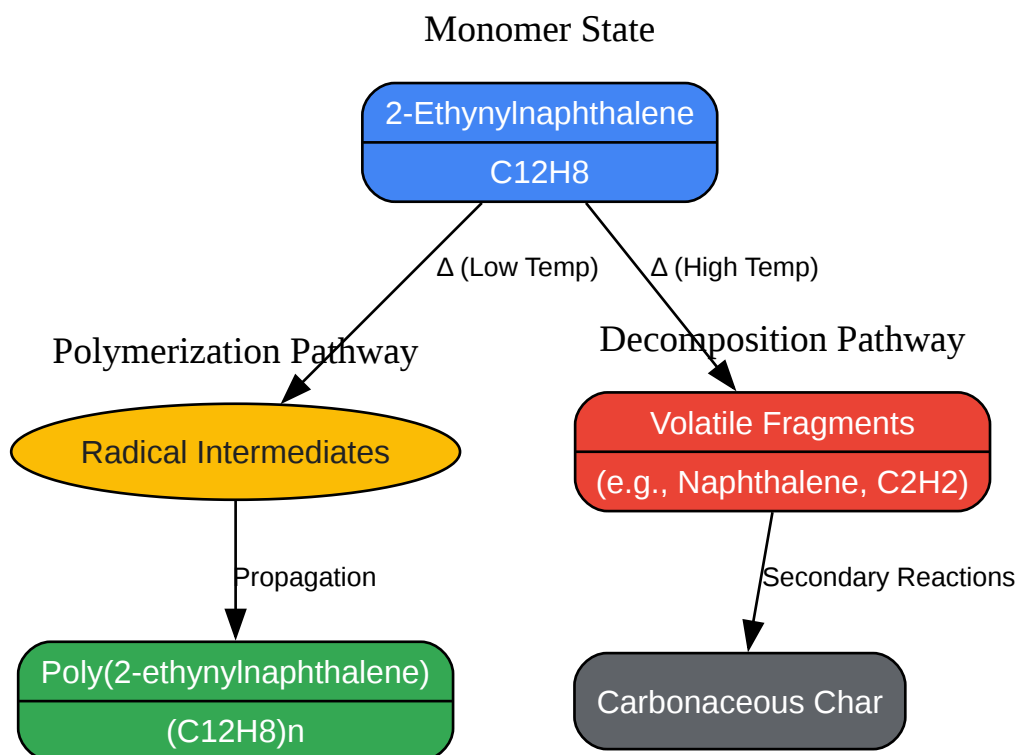 Monomer State
2-Ethynylnaphthalene
C12H8
Δ (Low Temp)
Δ (High Temp)
Polymerization Pathway
Decomposition Pathway
Radical Intermediates
Volatile Fragments
(e.g., Naphthalene, C2H2)
Propagation
Secondary Reactions
Poly(2-ethynylnaphthalene)
(C12H8)n
Carbonaceous Char